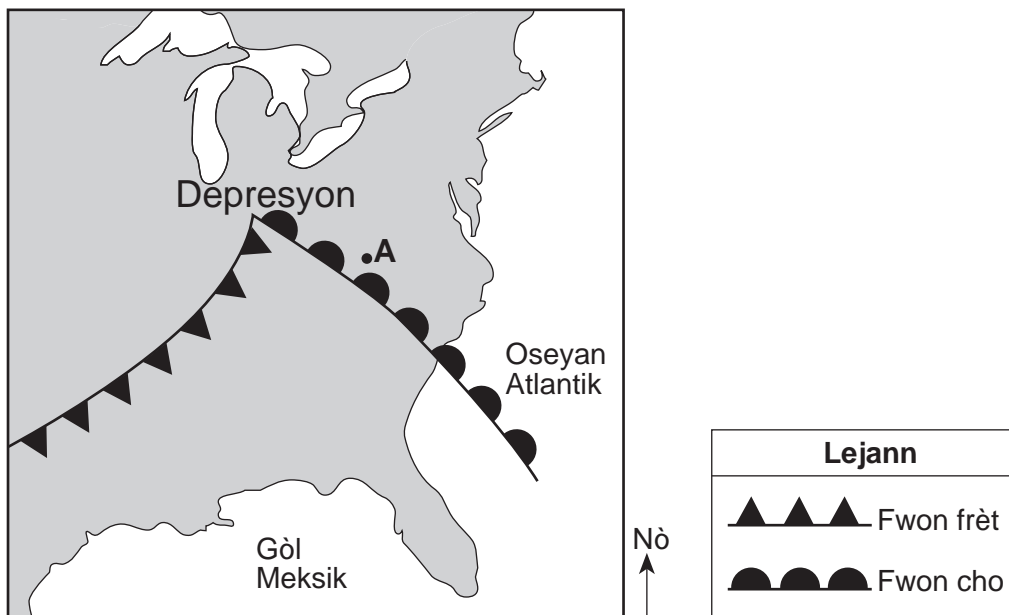 Depresyon
A
Oseyan
Atlantik
Gòl
Meksik
Nò
Lejann
Fwon frèt
Fwon cho